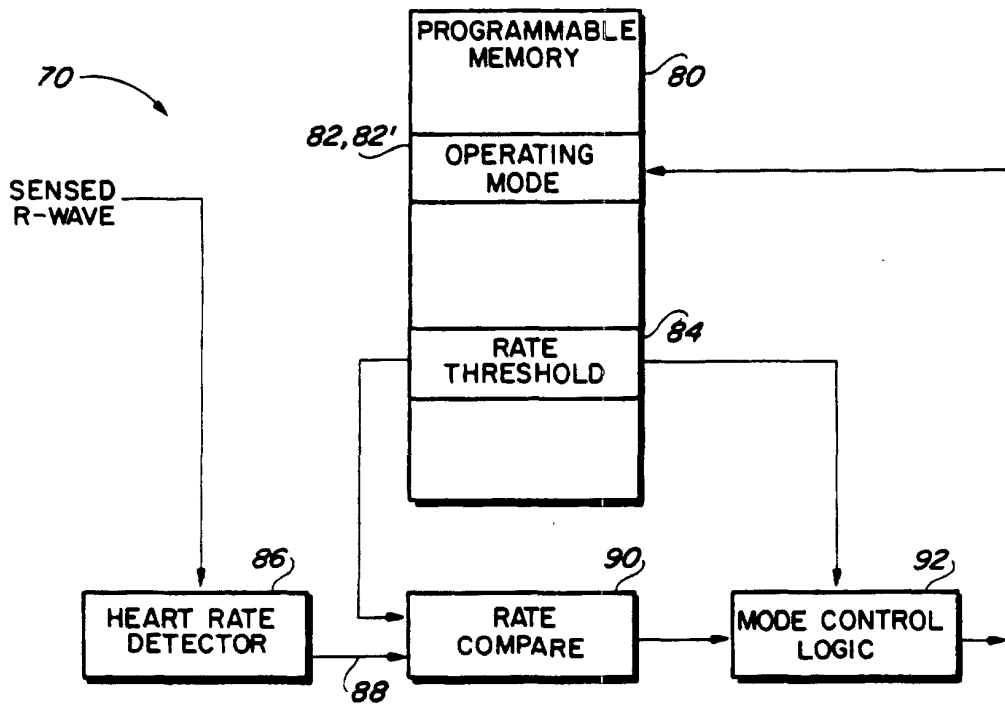 PROGRAMMABLE
MEMORY
70
80
82, 82'
OPERATING
MODE
SENSED
R-WAVE
84
RATE
THRESHOLD
86
90
92
HEART RATE
DETECTOR
RATE
COMPARE
MODE CONTROL
LOGIC
88